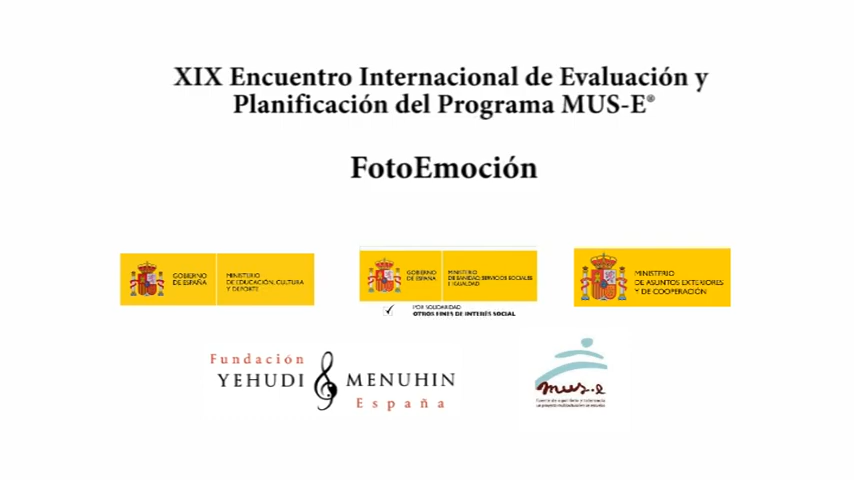 XIX Encuentro Internacional de Evaluación y
Planificación del Programa MUS-E®
FotoEmoción
GOBIERNO
DE ESPAÑA
MINISTERIO
DE EDUCACIÓN, CULTURA
Y DEPORTE
GOBIERNO
DE ESPAÑA
MINISTERIO
DE SANIDAD, SERVICIOS SOCIALES
E IGUALDAD
POR SOLIDARIDAD
OTROS FINES DE INTERÉS SOCIAL
MINISTERIO
DE ASUNTOS EXTERIORES
Y DE COOPERACIÓN
Fundación
YEHUDI MENUHIN
España
mus-e